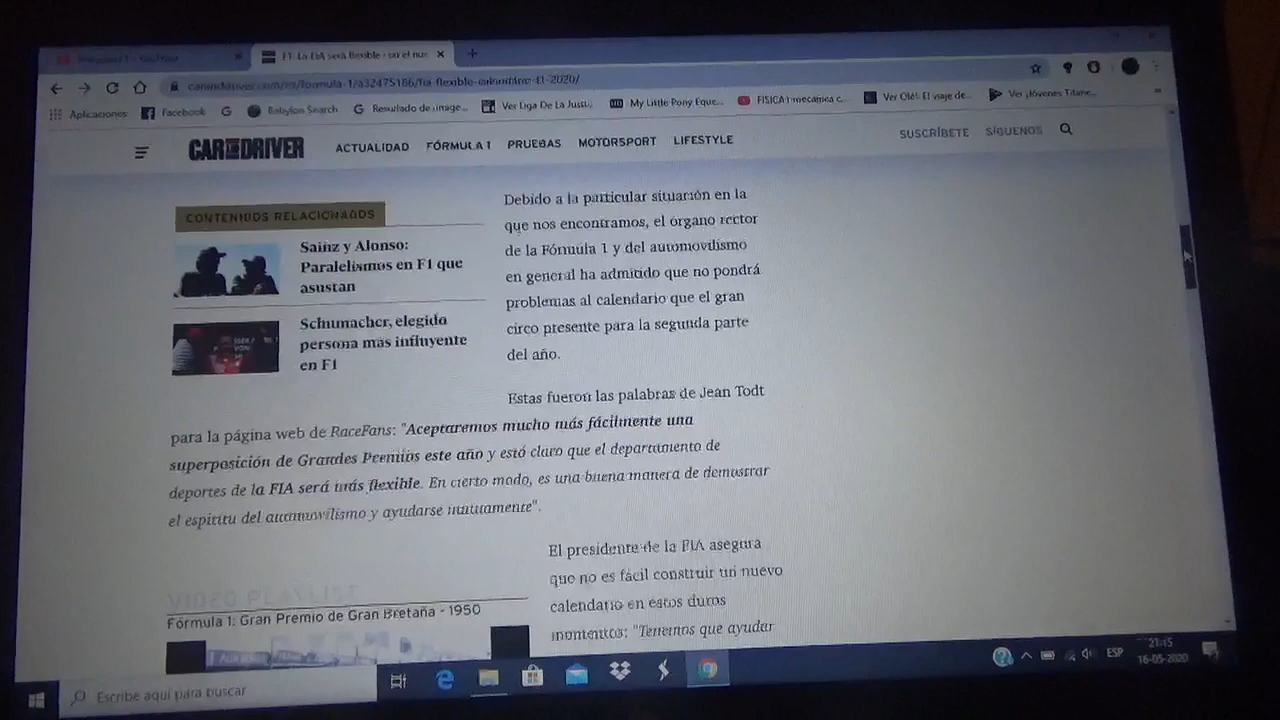 F1: La FIA será flexible
caranddriver.com/es/formula-1/a32475186/fia-flexible-calendario-f1-2020/
Aplicaciones
Facebook
Babylon Search
Resultado de image...
Ver Liga De La Justi...
My Little Pony Eque...
FISICA I mecánica c...
Ver Olé!: El viaje de...
Ver ¡Jóvenes Titane...
CAR AND DRIVER
ACTUALIDAD
FÓRMULA 1
PRUEBAS
MOTORSPORT
LIFESTYLE
SUSCRÍBETE
SÍGUENOS
CONTENIDOS RELACIONADOS
Sainz y Alonso:
Paralelismos en F1 que
asustan
Schumacher, elegido
persona más influyente
en F1
Debido a la particular situación en la
que nos encontramos, el órgano rector
de la Fórmula 1 y del automovilismo
en general ha admitido que no pondrá
problemas al calendario que el gran
circo presente para la segunda parte
del año.
Estas fueron las palabras de Jean Todt
para la página web de RaceFans: "Aceptaremos mucho más fácilmente una
superposición de Grandes Premios este año y está claro que el departamento de
deportes de la FIA será más flexible. En cierto modo, es una buena manera de demostrar
el espíritu del automovilismo y ayudarse mutuamente".
VIDEO PLAYLIST
Fórmula 1: Gran Premio de Gran Bretaña - 1950
El presidente de la FIA asegura
que no es fácil construir un nuevo
calendario en estos duros
momentos: "Tenemos que ayudar
Escribe aquí para buscar
ESP
21:15
16-05-2020